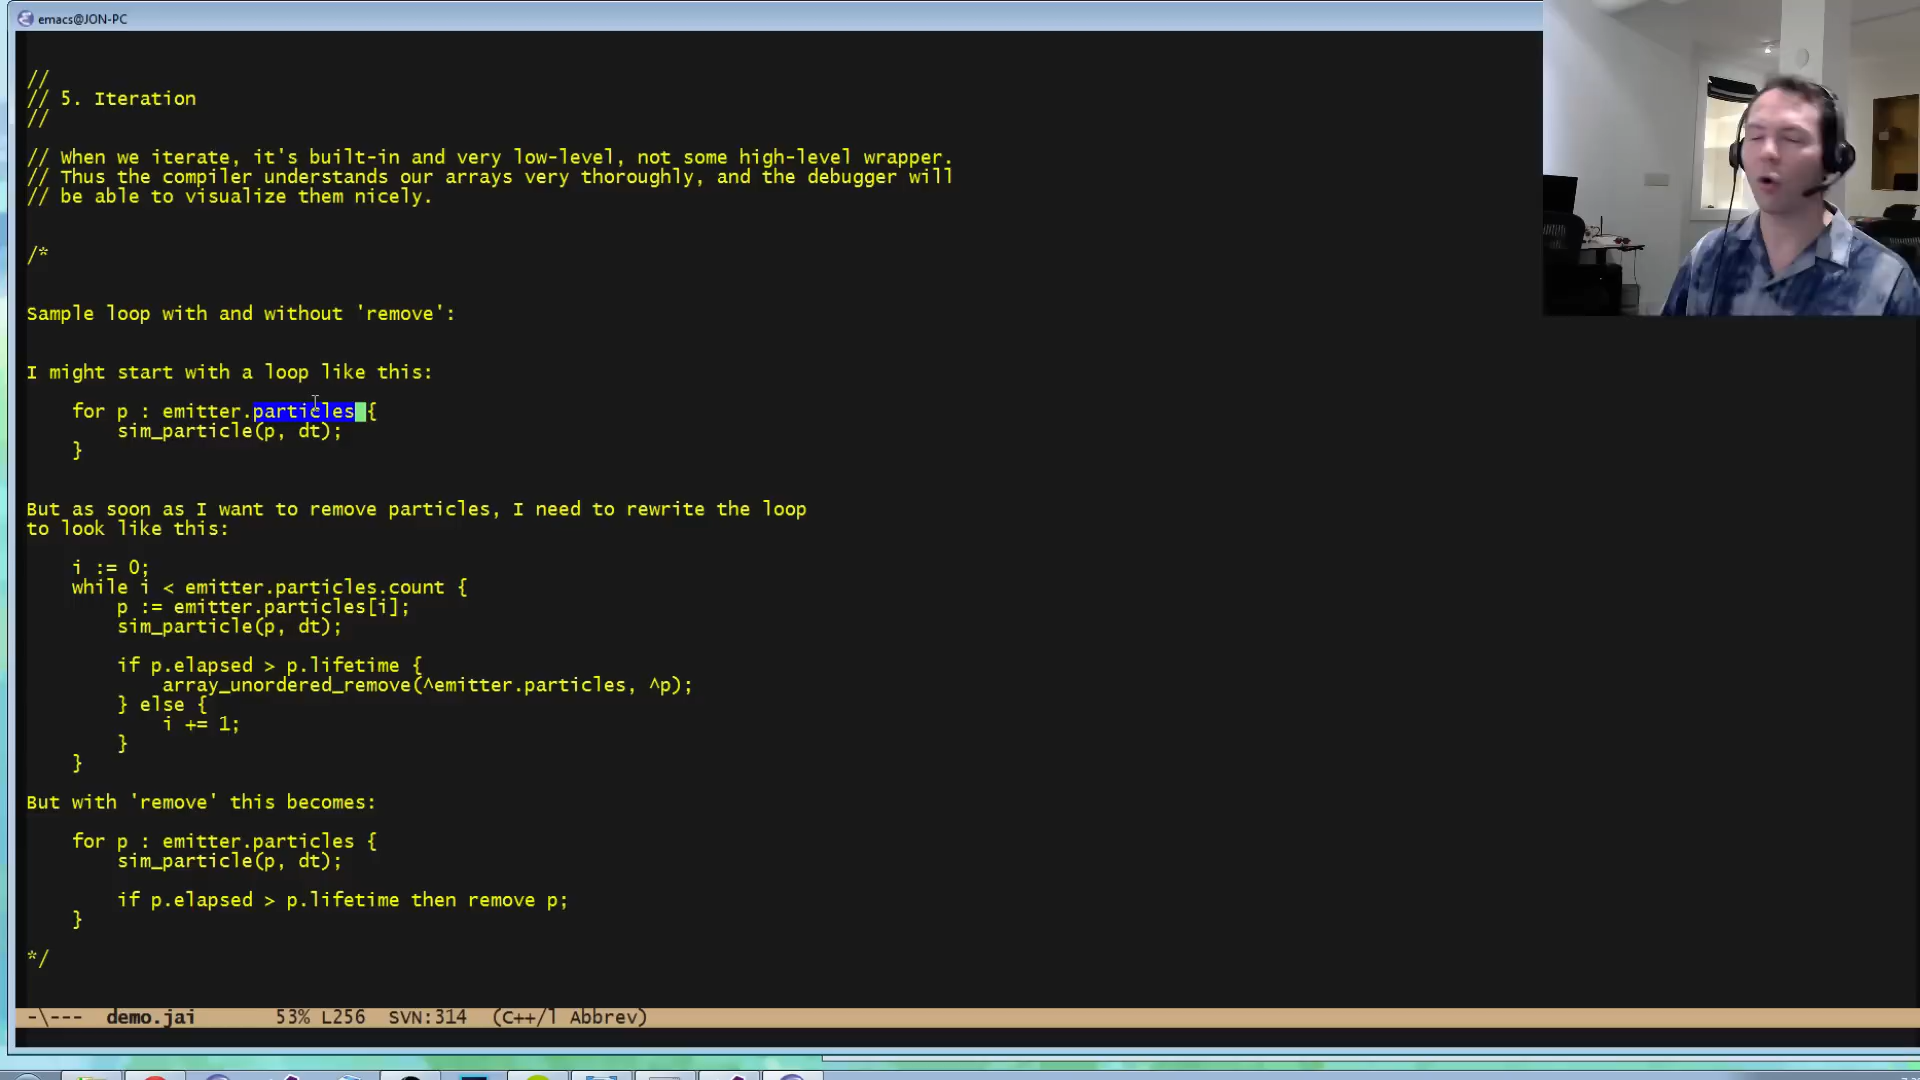 emacs@JON-PC
//
// 5. Iteration
//
// When we iterate, it's built-in and very low-level, not some high-level wrapper.
// Thus the compiler understands our arrays very thoroughly, and the debugger will
// be able to visualize them nicely.
/*
Sample loop with and without 'remove':
I might start with a loop like this:
for p : emitter.particles {
sim_particle(p, dt);
}
But as soon as I want to remove particles, I need to rewrite the loop
to look like this:
i := 0;
while i < emitter.particles.count {
p := emitter.particles[i];
sim_particle(p, dt);
if p.elapsed > p.lifetime {
array_unordered_remove(^emitter.particles, ^p);
} else {
i += 1;
}
}
But with 'remove' this becomes:
for p : emitter.particles {
sim_particle(p, dt);
if p.elapsed > p.lifetime then remove p;
}
*/
-\--- demo.jai 53% L256 SVN:314 (C++/l Abbrev)